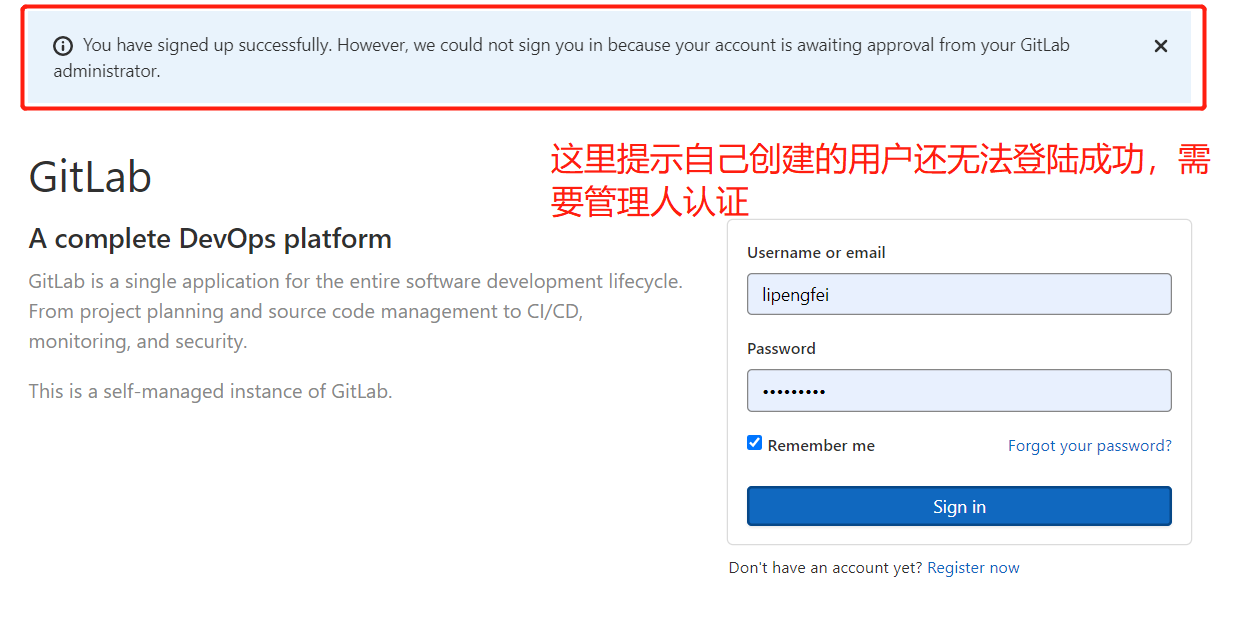 You have signed up successfully. However, we could not sign you in because your account is awaiting approval from your GitLab
administrator.
这里提示自己创建的用户还无法登陆成功，需
要管理人认证
GitLab
A complete DevOps platform
GitLab is a single application for the entire software development lifecycle.
From project planning and source code management to CI/CD,
monitoring, and security.
This is a self-managed instance of GitLab.
Username or email
lipengfei
Password
•••••••••
Remember me
Forgot your password?
Sign in
Don't have an account yet? Register now